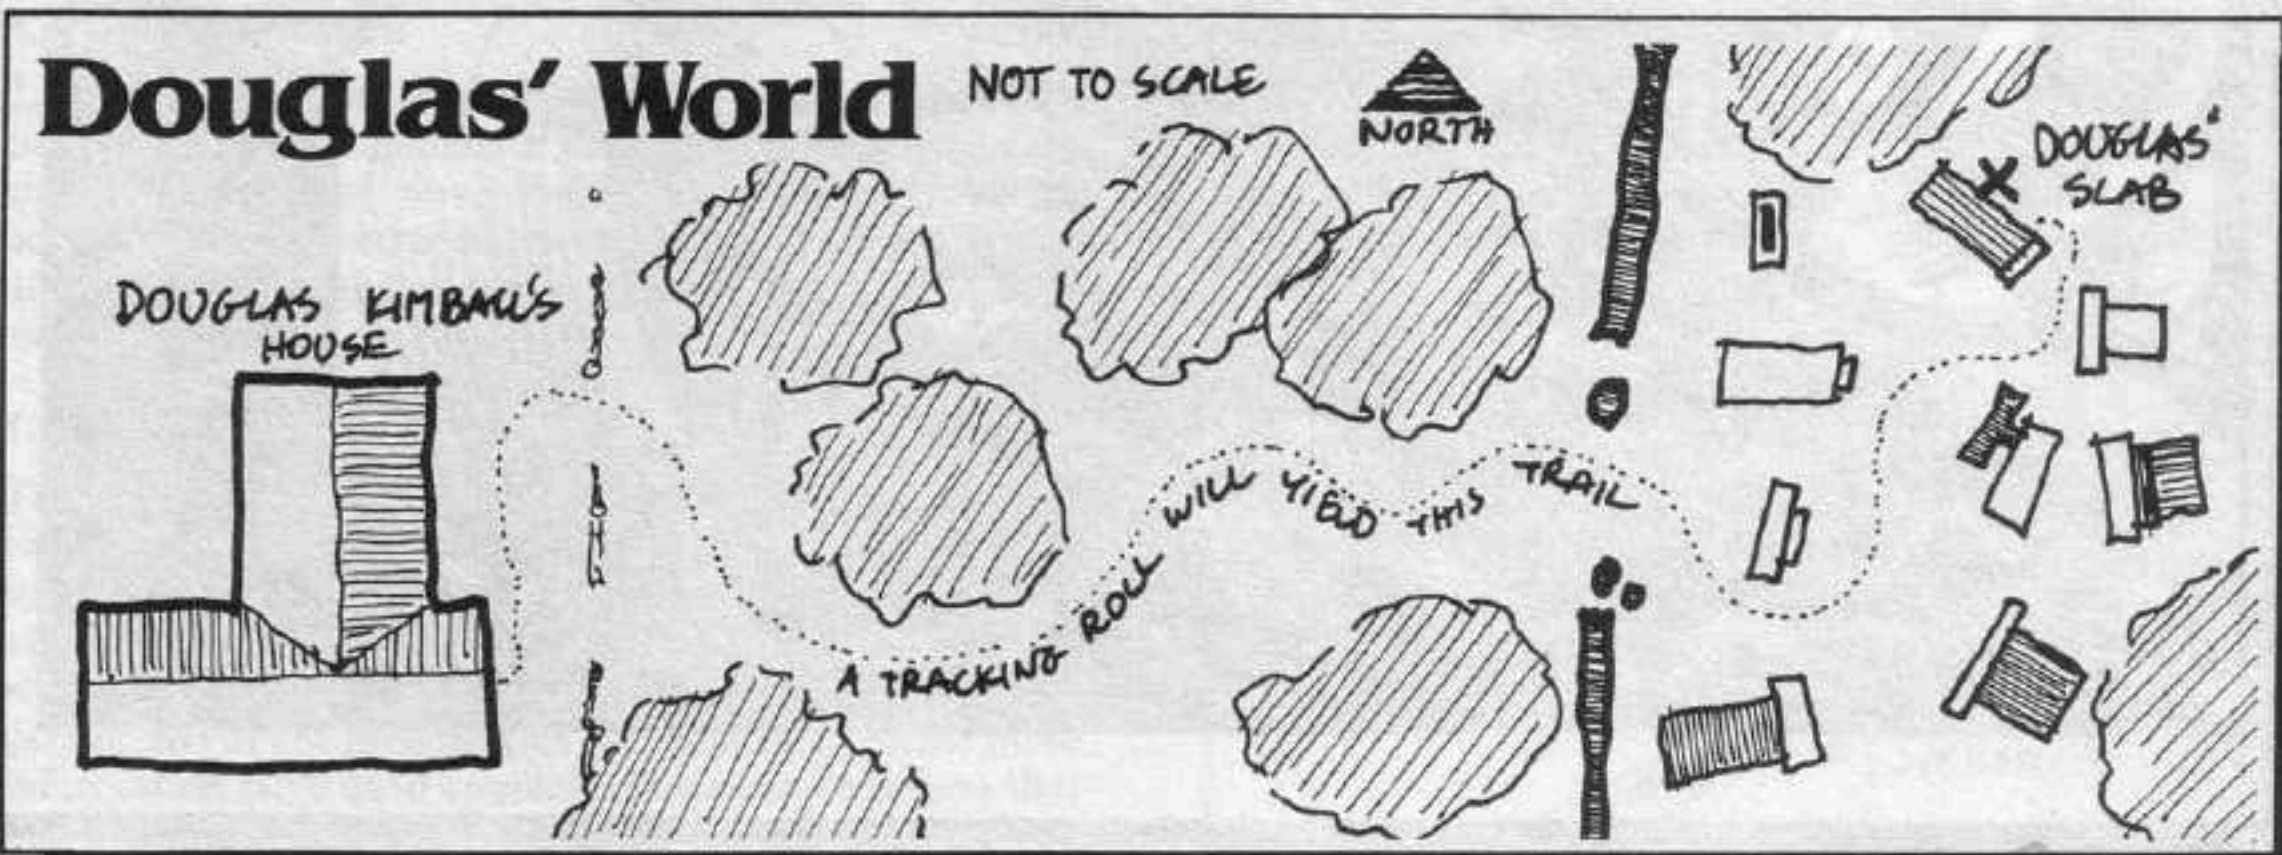 Douglas' World
NOT TO SCALE
NORTH
DOUGLAS'
SLAB
DOUGLAS KIMBALL'S
HOUSE
A TRACKING ROLL WILL YIELD THIS TRAIL